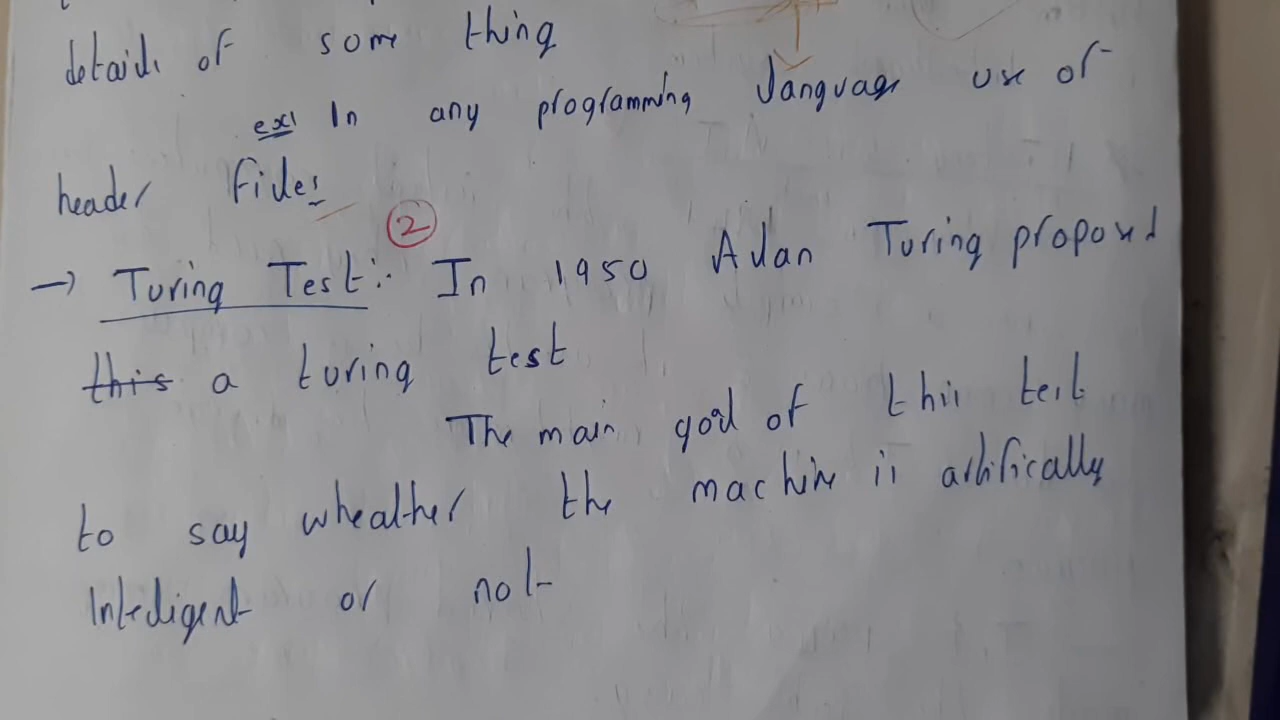 details of some thing
ex: In any programming language use of
header files
2
→ Turing Test:- In 1950 Alan Turing proposed
this a turing test
The main goal of this test
to say wheather the machine is artifically
Intelligent or not